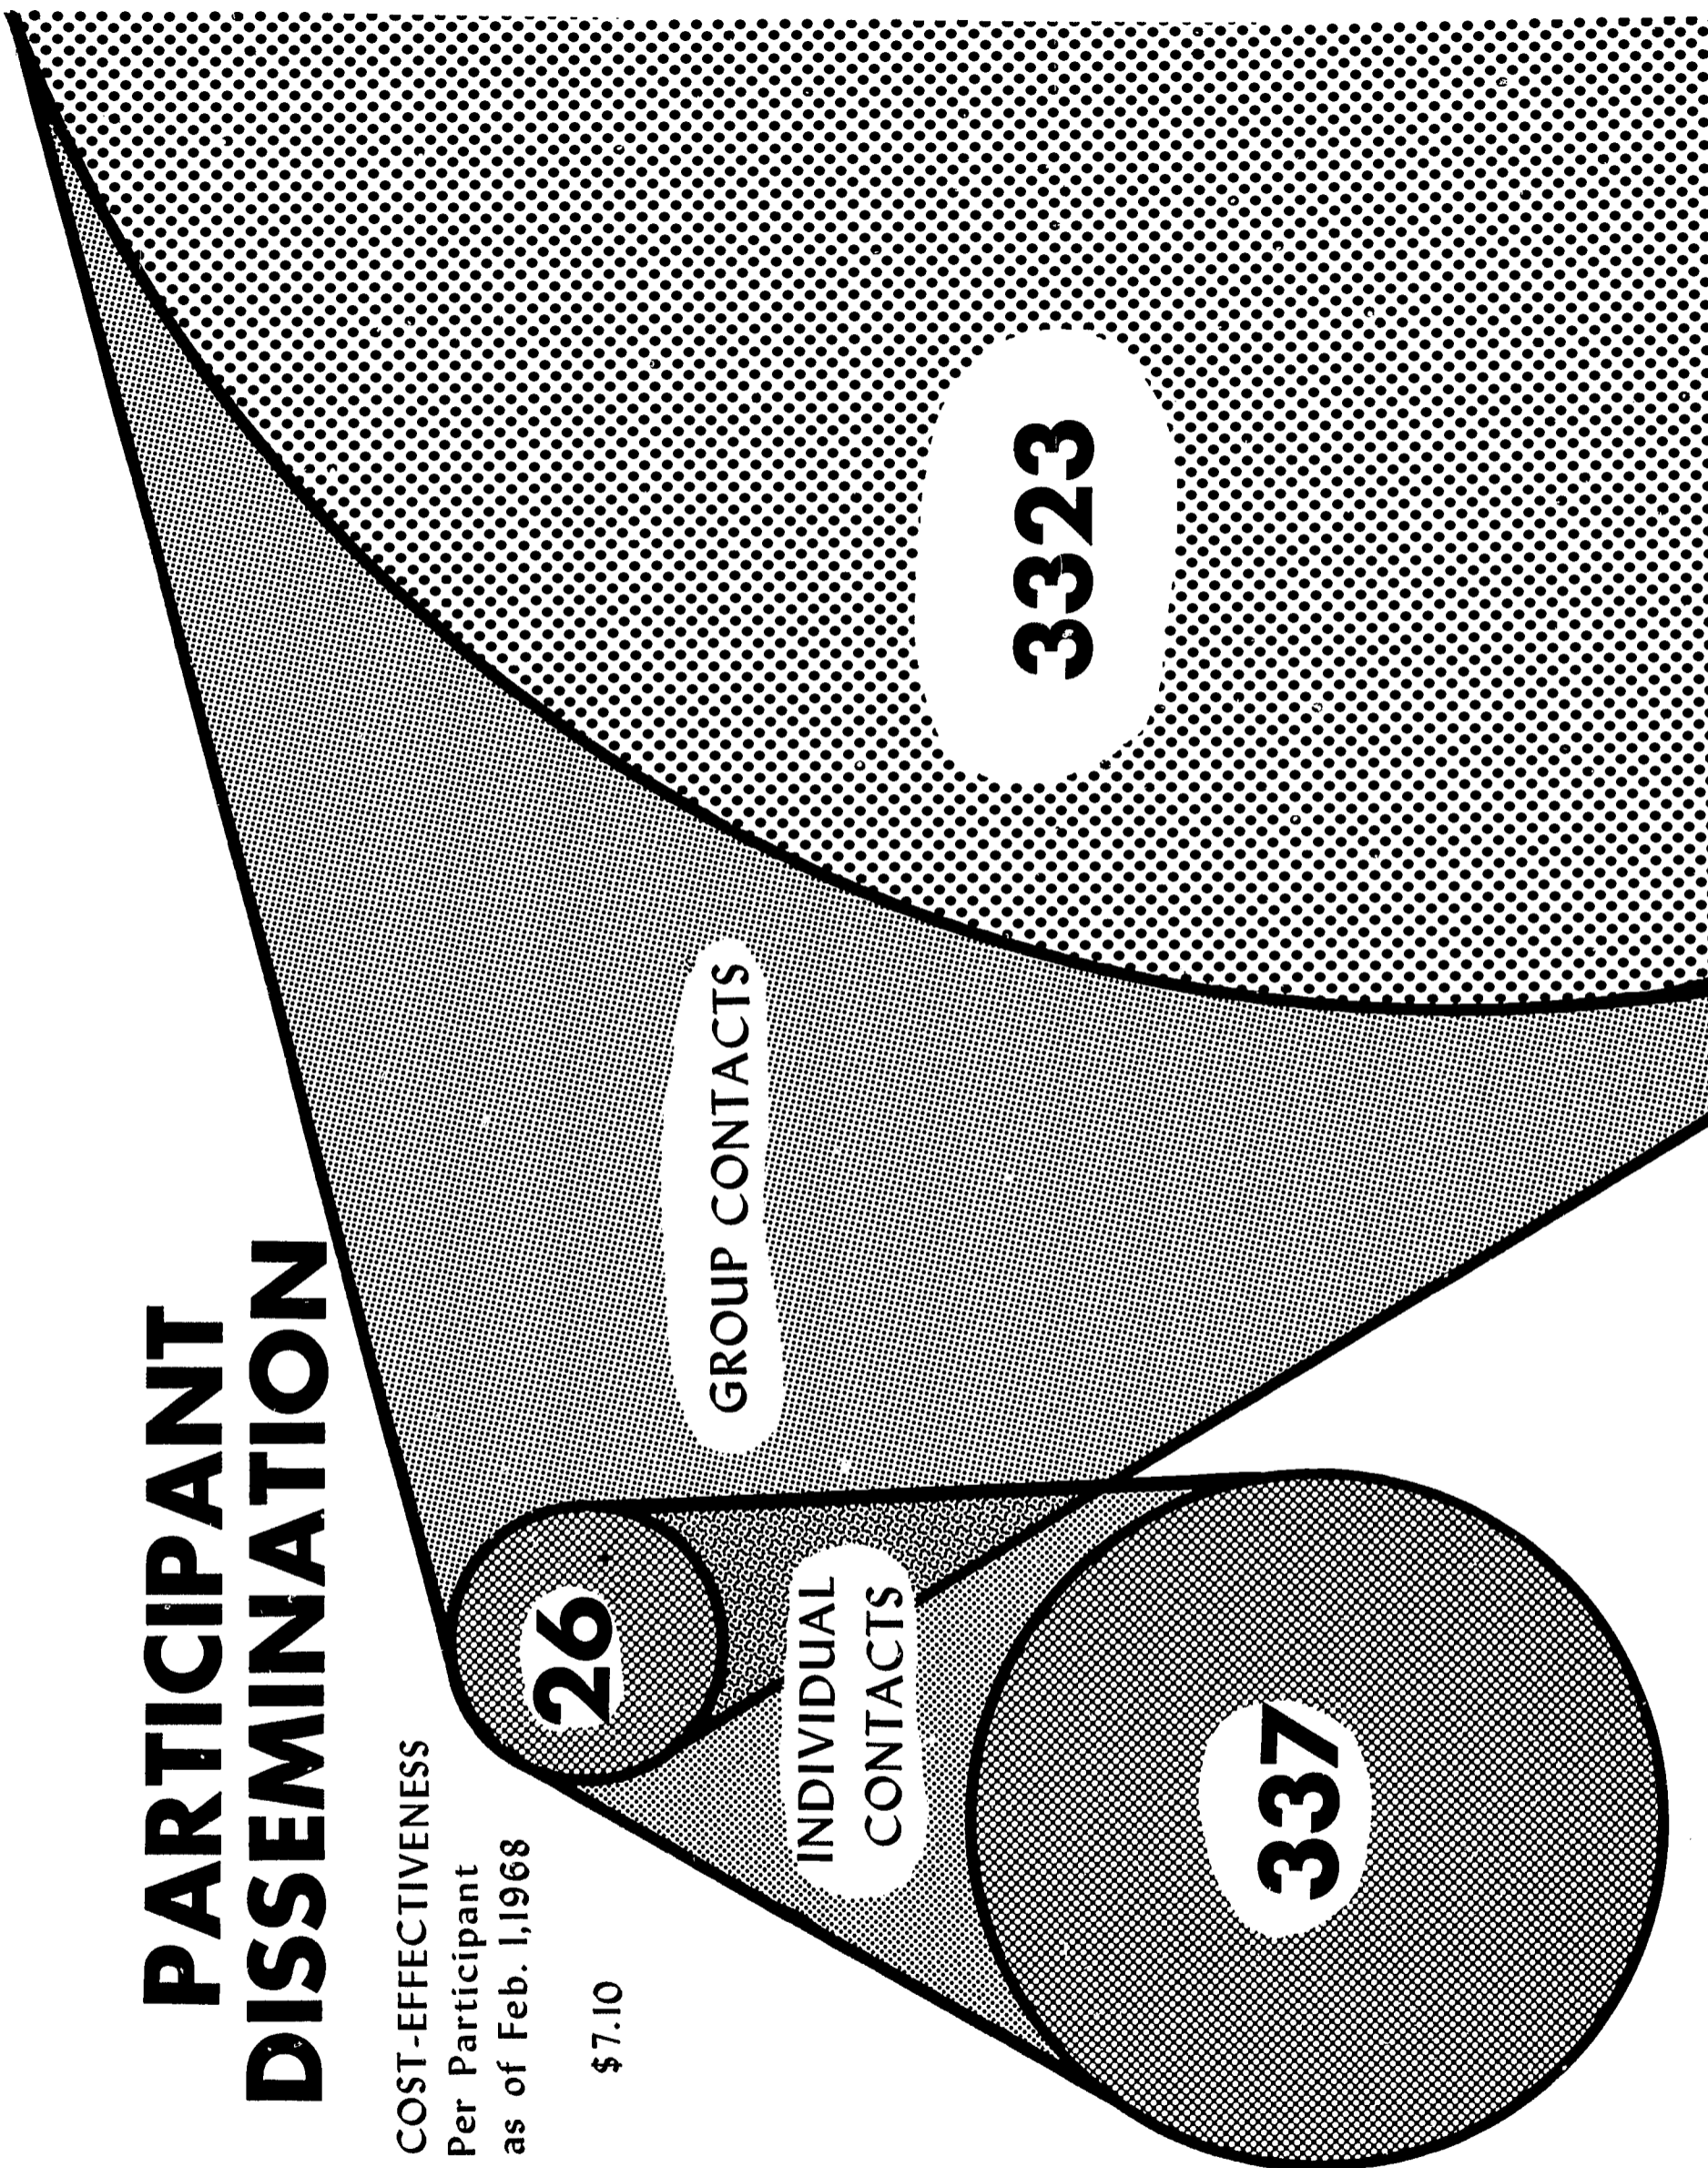 PARTICIPANT
DISSEMINATION
COST-EFFECTIVENESS
Per Participant
as of Feb. 1,1968
$7.10
26
GROUP CONTACTS
INDIVIDUAL
CONTACTS
3323
337